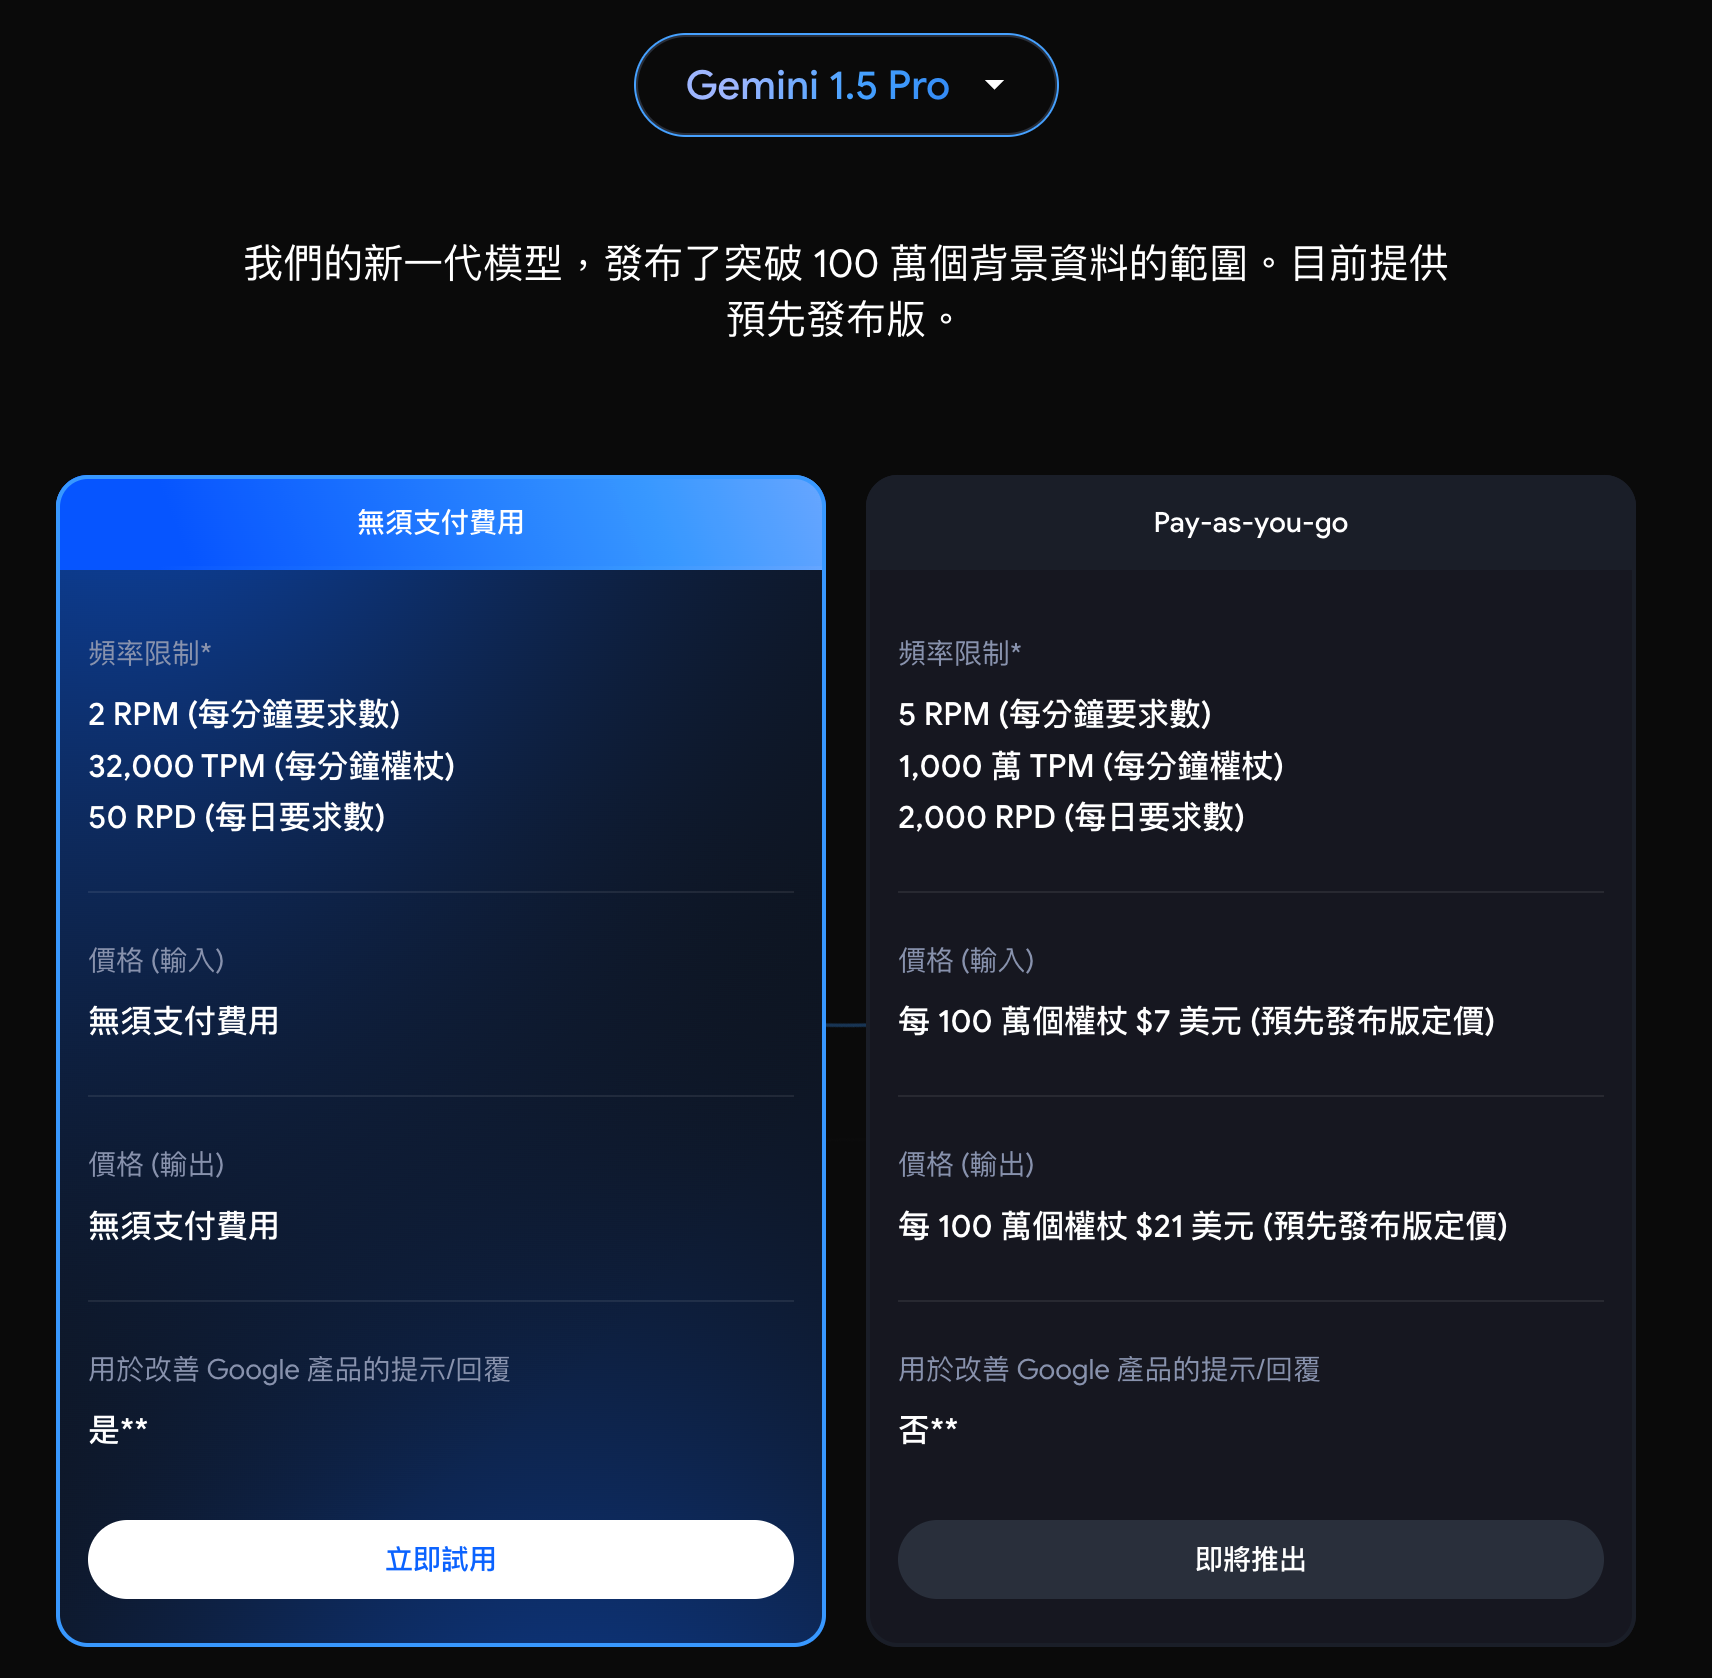 Gemini 1.5 Pro
我們的新一代模型，發布了突破 100 萬個背景資料的範圍。目前提供
預先發布版。
無須支付費用
頻率限制*
2 RPM (每分鐘要求數)
32,000 TPM (每分鐘權杖)
50 RPD (每日要求數)
價格 (輸入)
無須支付費用
價格 (輸出)
無須支付費用
用於改善 Google 產品的提示/回覆
是**
立即試用
Pay-as-you-go
頻率限制*
5 RPM (每分鐘要求數)
1,000 萬 TPM (每分鐘權杖)
2,000 RPD (每日要求數)
價格 (輸入)
每 100 萬個權杖 $7 美元 (預先發布版定價)
價格 (輸出)
每 100 萬個權杖 $21 美元 (預先發布版定價)
用於改善 Google 產品的提示/回覆
否**
即將推出